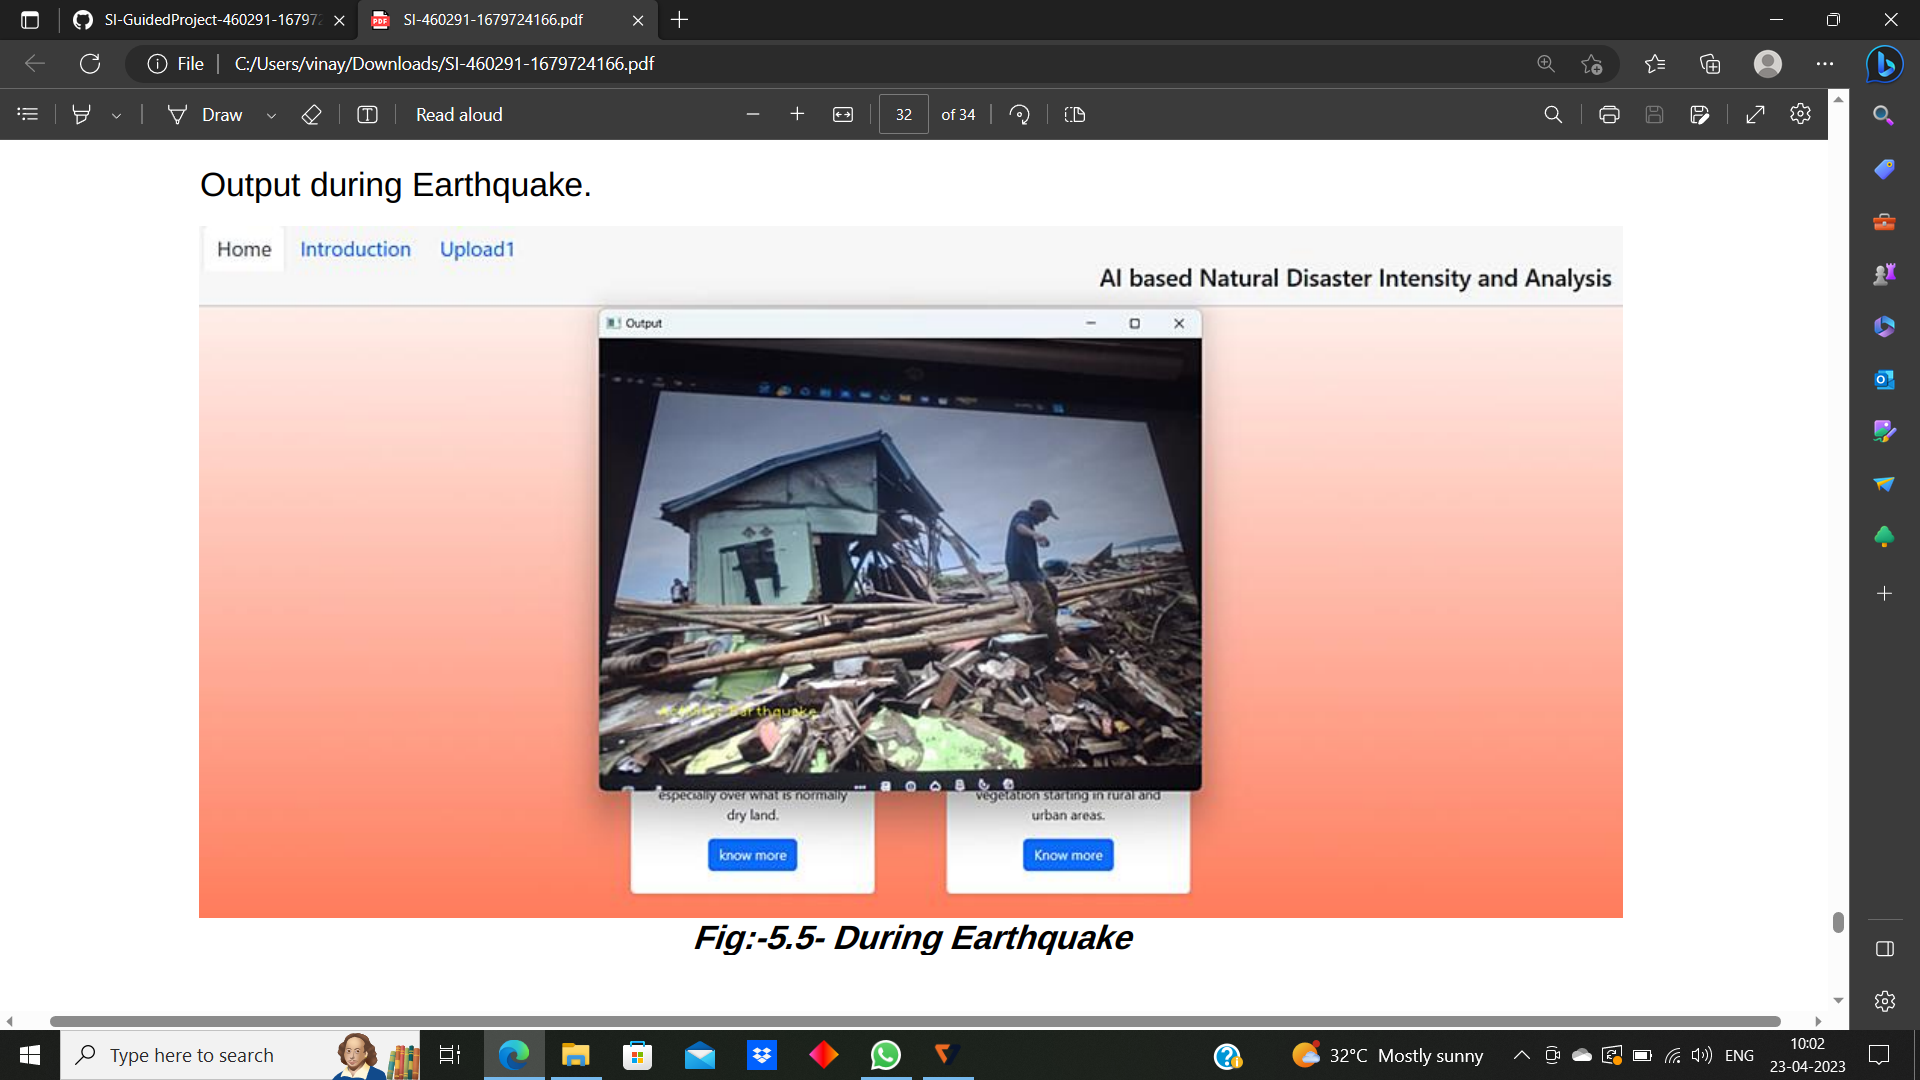 SI-GuidedProject-460291-16797
SI-460291-1679724166.pdf
File
C:/Users/vinay/Downloads/SI-460291-1679724166.pdf
Draw
Read aloud
32
of 34
Output during Earthquake.
Home
Introduction
Upload1
AI based Natural Disaster Intensity and Analysis
Output
Earthquake
especially over what is normally
dry land.
know more
vegetation starting in rural and
urban areas.
Know more
Fig:-5.5- During Earthquake
Type here to search
32°C Mostly sunny
ENG
10:02
23-04-2023